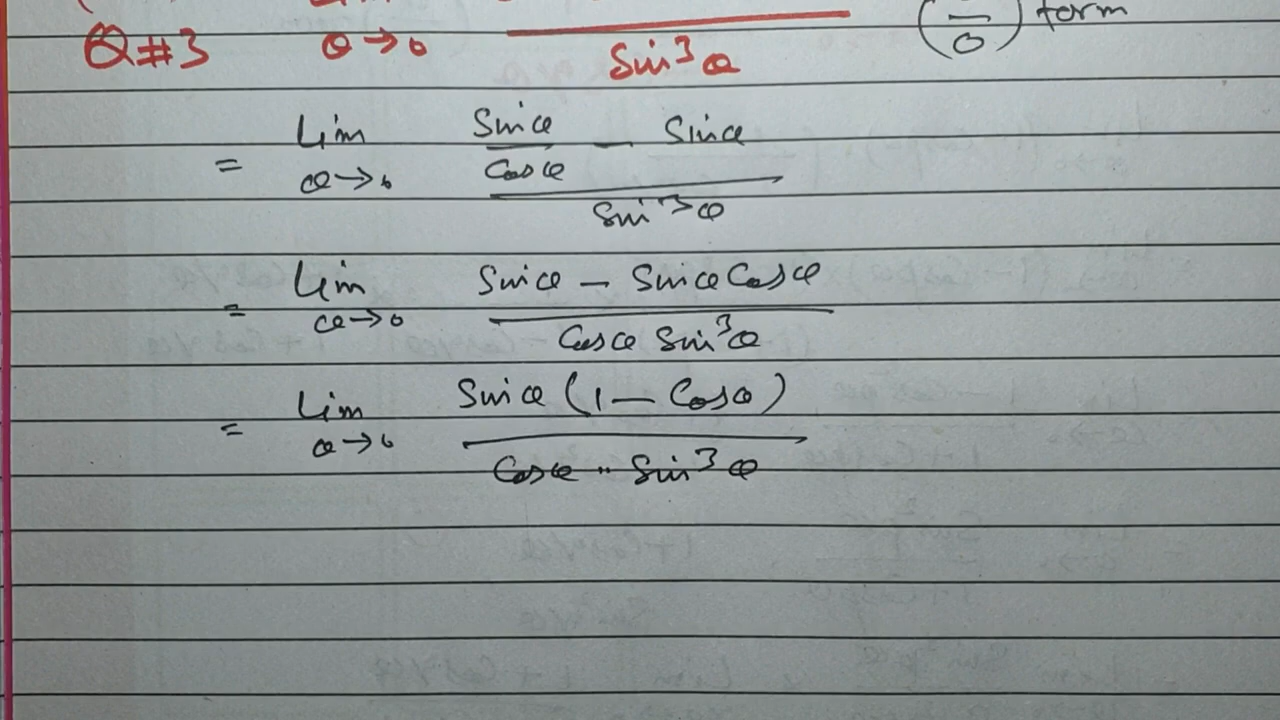 Q#3 θ→0 Sin³θ (—/0) form
= Lim θ→0 Sinθ/Cosθ — Sinθ / Sin³θ
= Lim θ→0 Sinθ — SinθCosθ / Cosθ Sin³θ
= Lim θ→0 Sinθ (1 — Cosθ) / Cosθ .. Sin³θ